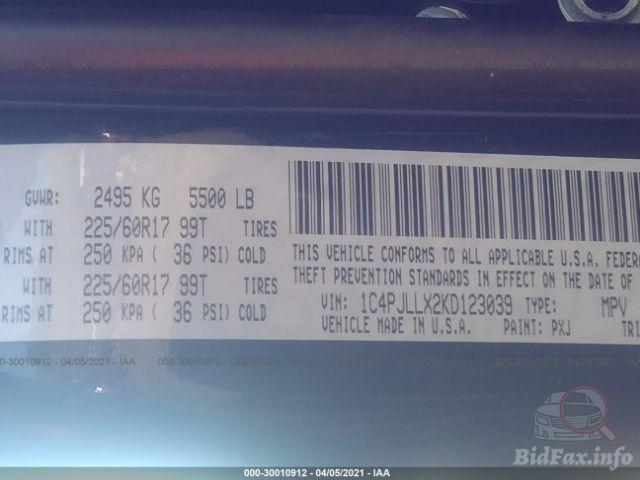 000-30010912 - 04/05/2021 - IAA
GVWR: 2495 KG 5500 LB
WITH 225/60R17 99T TIRES
RIMS AT 250 KPA ( 36 PSI) COLD
WITH 225/60R17 99T TIRES
RIMS AT 250 KPA ( 36 PSI) COLD
THIS VEHICLE CONFORMS TO ALL APPLICABLE U.S.A. FEDERA
THEFT PREVENTION STANDARDS IN EFFECT ON THE DATE OF
VIN: 1C4PJLLX2KD123039 TYPE: MPV
VEHICLE MADE IN U.S.A. PAINT: PXJ
000-30010912 - 04/05/2021 - IAA
000-30010912 - 04/05/2021 - IAA
BidFax.info